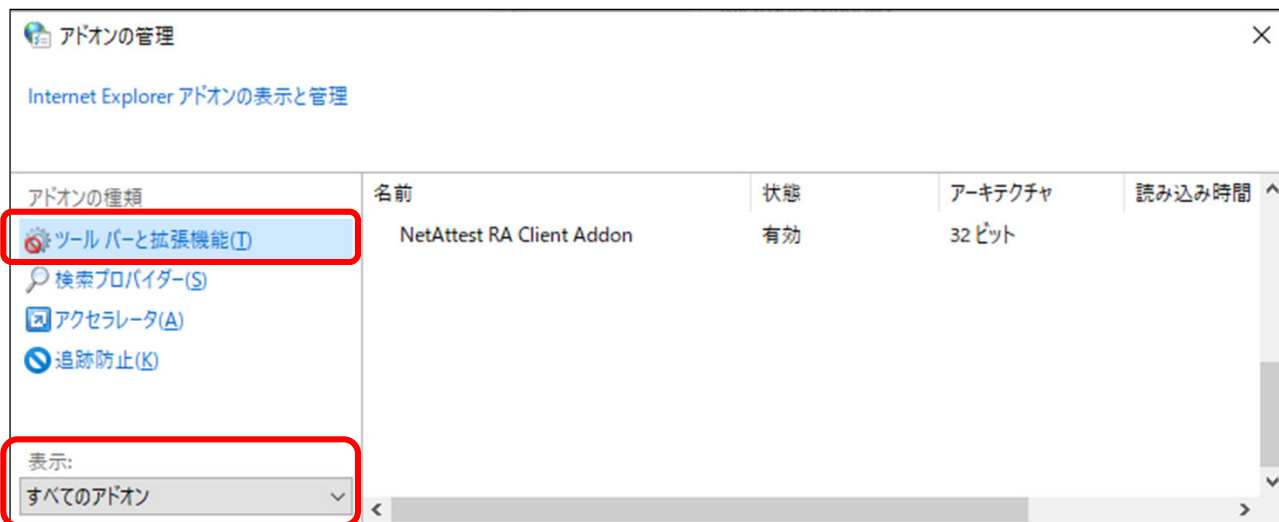 アドオンの管理
Internet Explorer アドオンの表示と管理
アドオンの種類
ツール バーと拡張機能(T)
検索プロバイダー(S)
アクセラレータ(A)
追跡防止(K)
表示:
すべてのアドオン
名前 状態 アーキテクチャ 読み込み時間
NetAttest RA Client Addon 有効 32 ビット